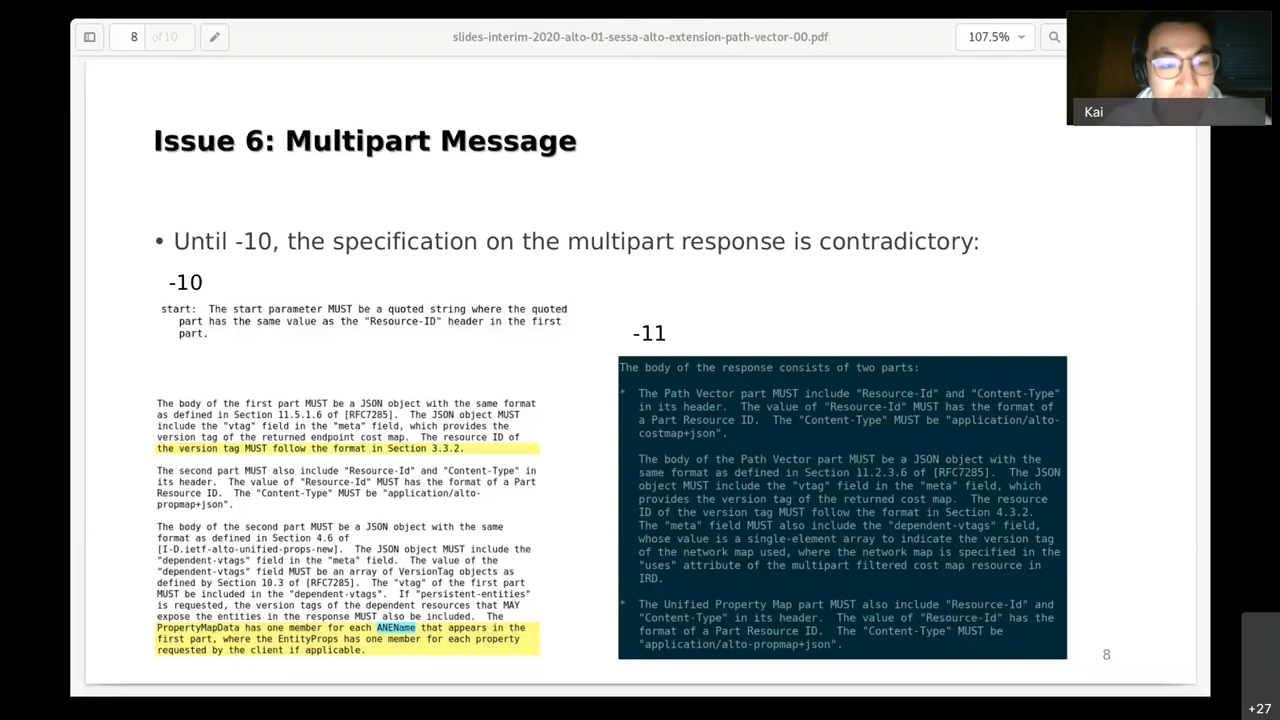 8 of 10
slides-interim-2020-alto-01-sessa-alto-extension-path-vector-00.pdf
107.5%
Kai
Issue 6: Multipart Message
• Until -10, the specification on the multipart response is contradictory:
-10
start:  The start parameter MUST be a quoted string where the quoted
part has the same value as the "Resource-ID" header in the first
part.
The body of the first part MUST be a JSON object with the same format
as defined in Section 11.5.1.6 of [RFC7285].  The JSON object MUST
include the "vtag" field in the "meta" field, which provides the
version tag of the returned endpoint cost map.  The resource ID of
the version tag MUST follow the format in Section 3.3.2.
The second part MUST also include "Resource-Id" and "Content-Type" in
its header.  The value of "Resource-Id" MUST has the format of a Part
Resource ID.  The "Content-Type" MUST be "application/alto-
propmap+json".
The body of the second part MUST be a JSON object with the same
format as defined in Section 4.6 of
[I-D.ietf-alto-unified-props-new].  The JSON object MUST include the
"dependent-vtags" field in the "meta" field.  The value of the
"dependent-vtags" field MUST be an array of VersionTag objects as
defined by Section 10.3 of [RFC7285].  The "vtag" of the first part
MUST be included in the "dependent-vtags".  If "persistent-entities"
is requested, the version tags of the dependent resources that MAY
expose the entities in the response MUST also be included.  The
PropertyMapData has one member for each ANEName that appears in the
first part, where the EntityProps has one member for each property
requested by the client if applicable.
-11
The body of the response consists of two parts:
*  The Path Vector part MUST include "Resource-Id" and "Content-Type"
in its header.  The value of "Resource-Id" MUST has the format of
a Part Resource ID.  The "Content-Type" MUST be "application/alto-
costmap+json".
The body of the Path Vector part MUST be a JSON object with the
same format as defined in Section 11.2.3.6 of [RFC7285].  The JSON
object MUST include the "vtag" field in the "meta" field, which
provides the version tag of the returned cost map.  The resource
ID of the version tag MUST follow the format in Section 4.3.2.
The "meta" field MUST also include the "dependent-vtags" field,
whose value is a single-element array to indicate the version tag
of the network map used, where the network map is specified in the
"uses" attribute of the multipart filtered cost map resource in
IRD.
*  The Unified Property Map part MUST also include "Resource-Id" and
"Content-Type" in its header.  The value of "Resource-Id" has the
format of a Part Resource ID.  The "Content-Type" MUST be
"application/alto-propmap+json".
8
+27